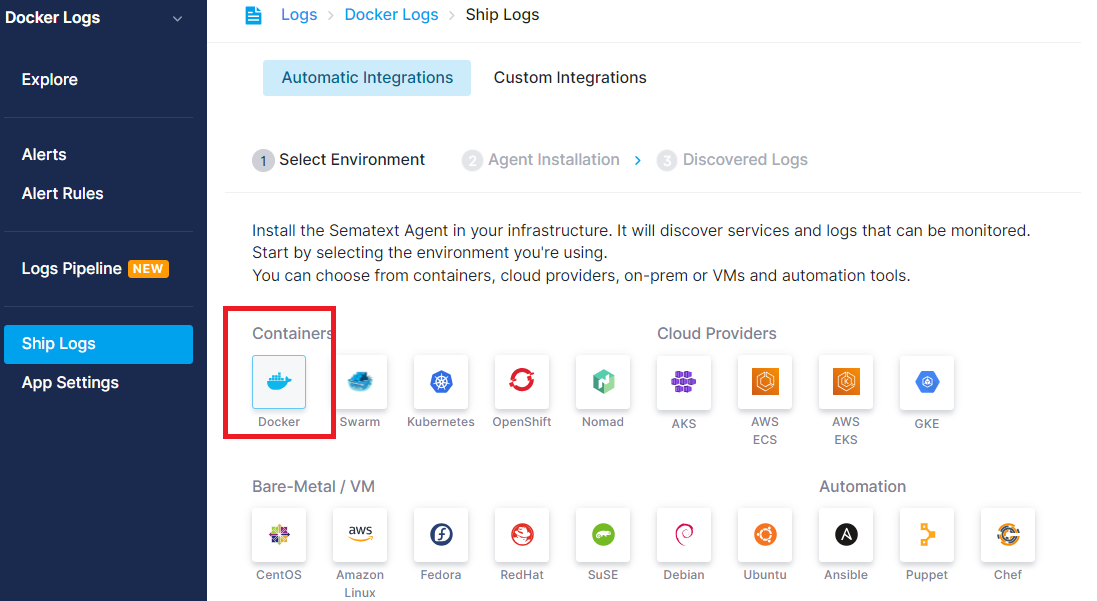 Docker Logs
Explore
Alerts
Alert Rules
Logs Pipeline NEW
Ship Logs
App Settings
Logs > Docker Logs > Ship Logs
Automatic Integrations Custom Integrations
1 Select Environment 2 Agent Installation > 3 Discovered Logs
Install the Sematext Agent in your infrastructure. It will discover services and logs that can be monitored.
Start by selecting the environment you're using.
You can choose from containers, cloud providers, on-prem or VMs and automation tools.
Containers
Docker
Swarm
Kubernetes
OpenShift
Nomad
Cloud Providers
AKS
AWS
ECS
AWS
EKS
GKE
Bare-Metal / VM
CentOS
aws
Amazon
Linux
Fedora
RedHat
SuSE
Debian
Ubuntu
Automation
Ansible
Puppet
Chef